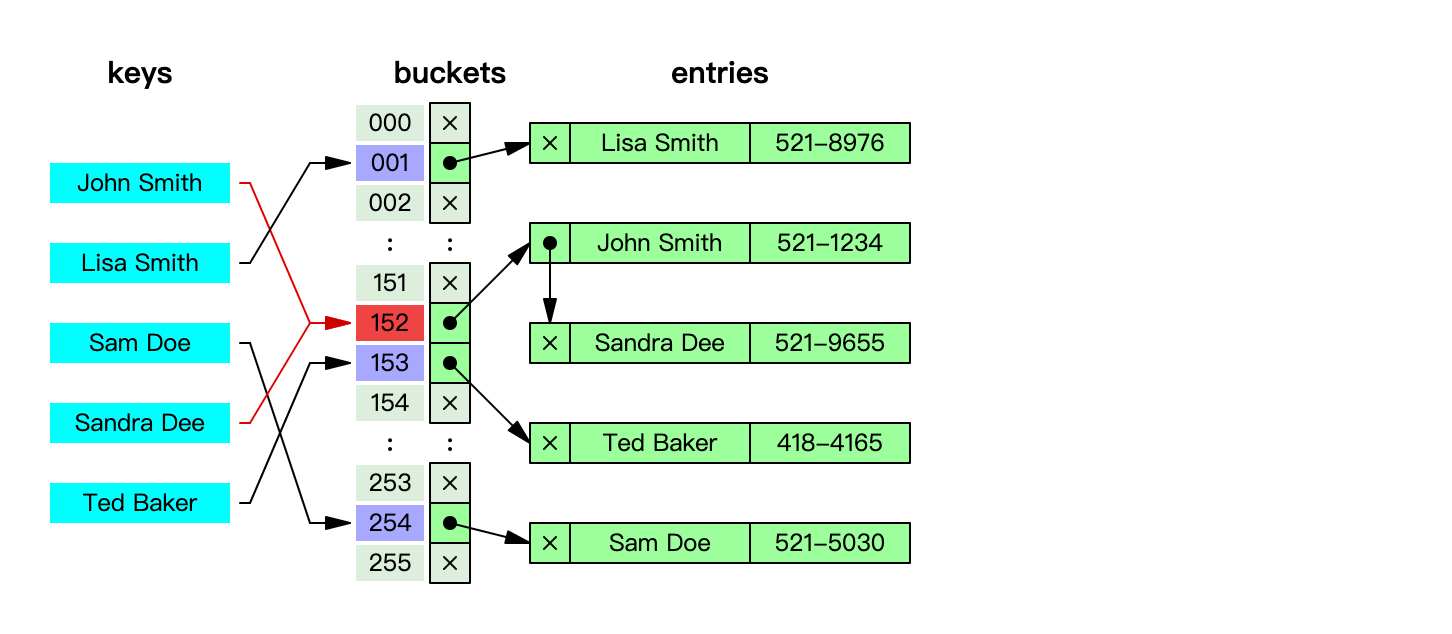 keys
buckets
entries
John Smith
Lisa Smith
Sam Doe
Sandra Dee
Ted Baker
000 ×
001
002 ×
: :
151 ×
152
153
154 ×
: :
253 ×
254
255 ×
× Lisa Smith 521–8976
John Smith 521–1234
× Sandra Dee 521–9655
× Ted Baker 418–4165
× Sam Doe 521–5030